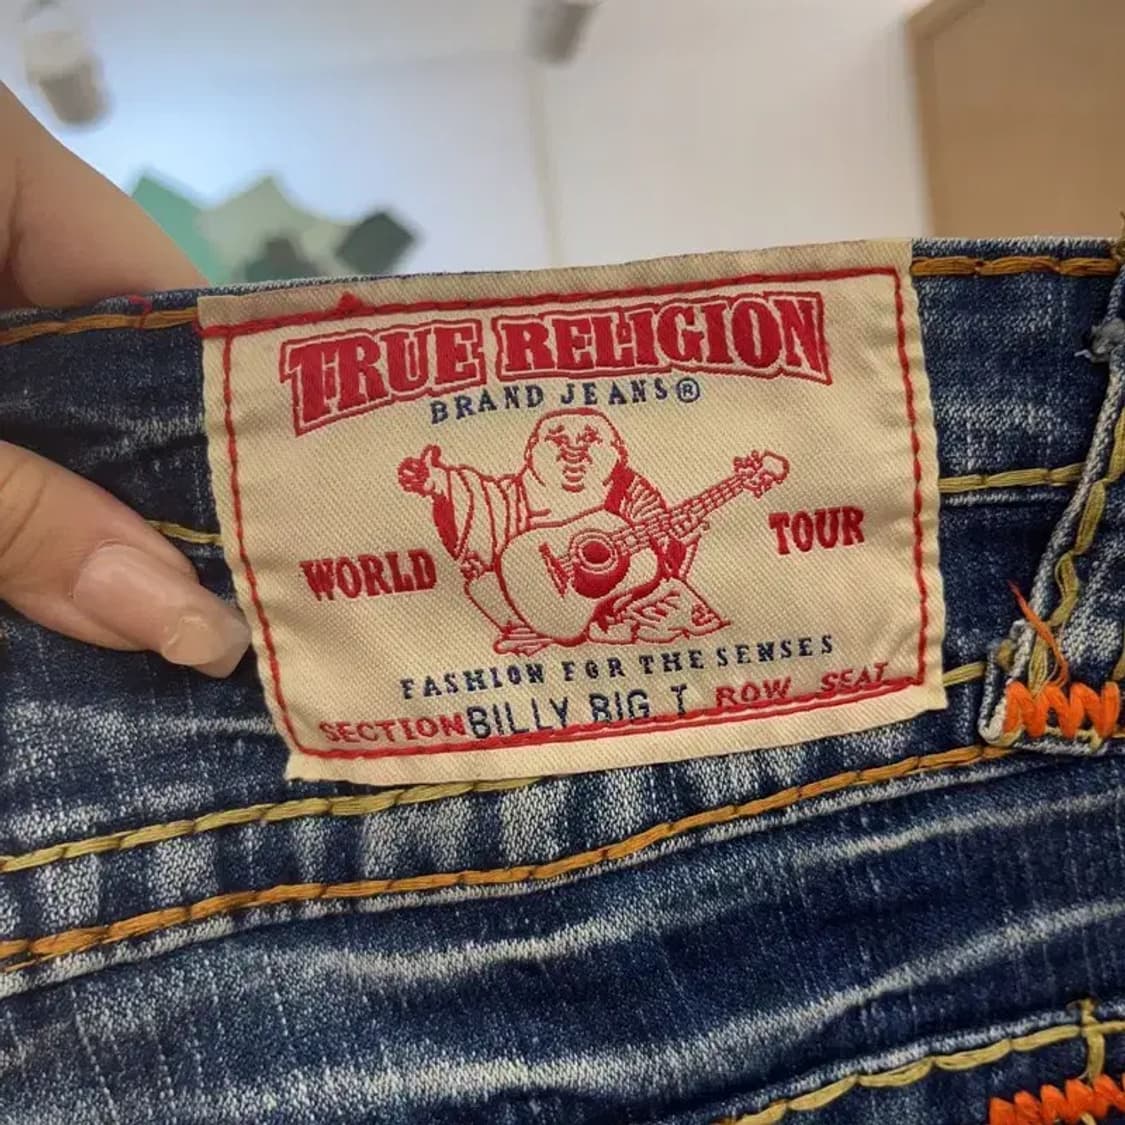 TRUE RELIGION
BRAND JEANS®
WORLD TOUR
FASHION FOR THE SENSES
SECTION BILLY BIG T ROW SEAT